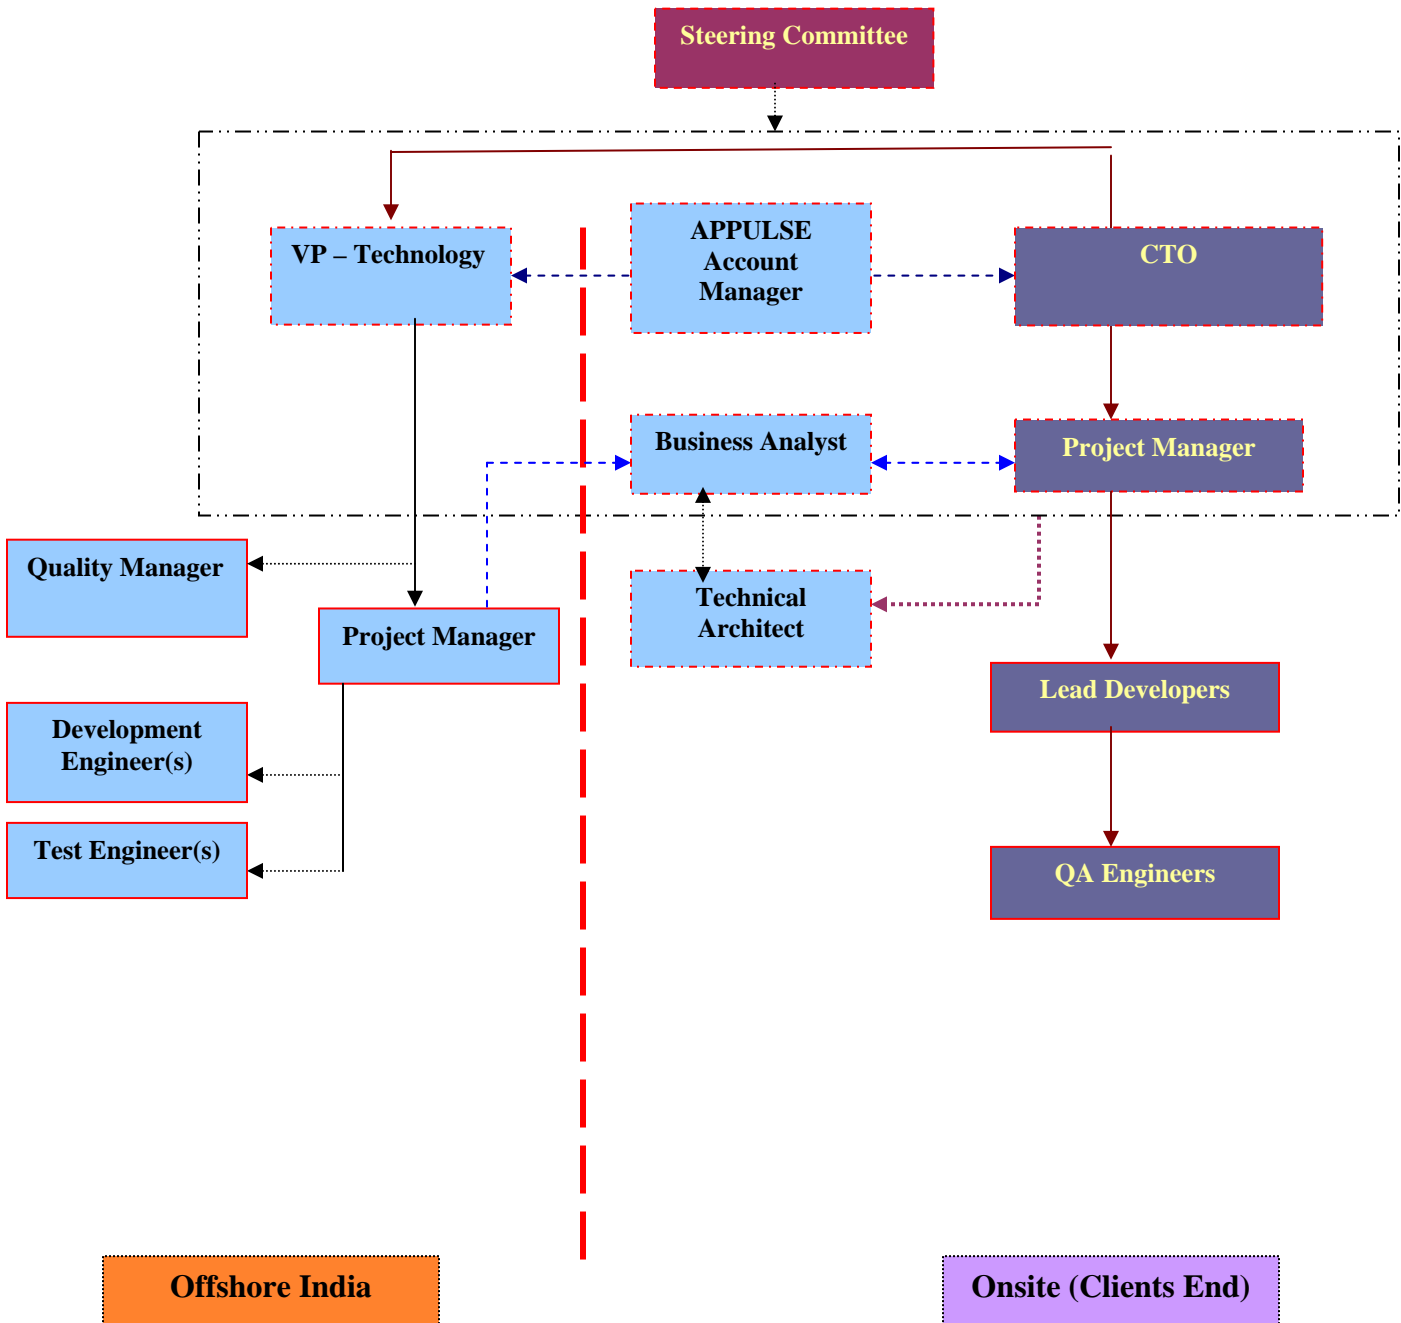 Steering Committee
VP – Technology
APPULSE
Account
Manager
CTO
Business Analyst
Project Manager
Quality Manager
Project Manager
Technical
Architect
Lead Developers
Development
Engineer(s)
Test Engineer(s)
QA Engineers
Offshore India
Onsite (Clients End)